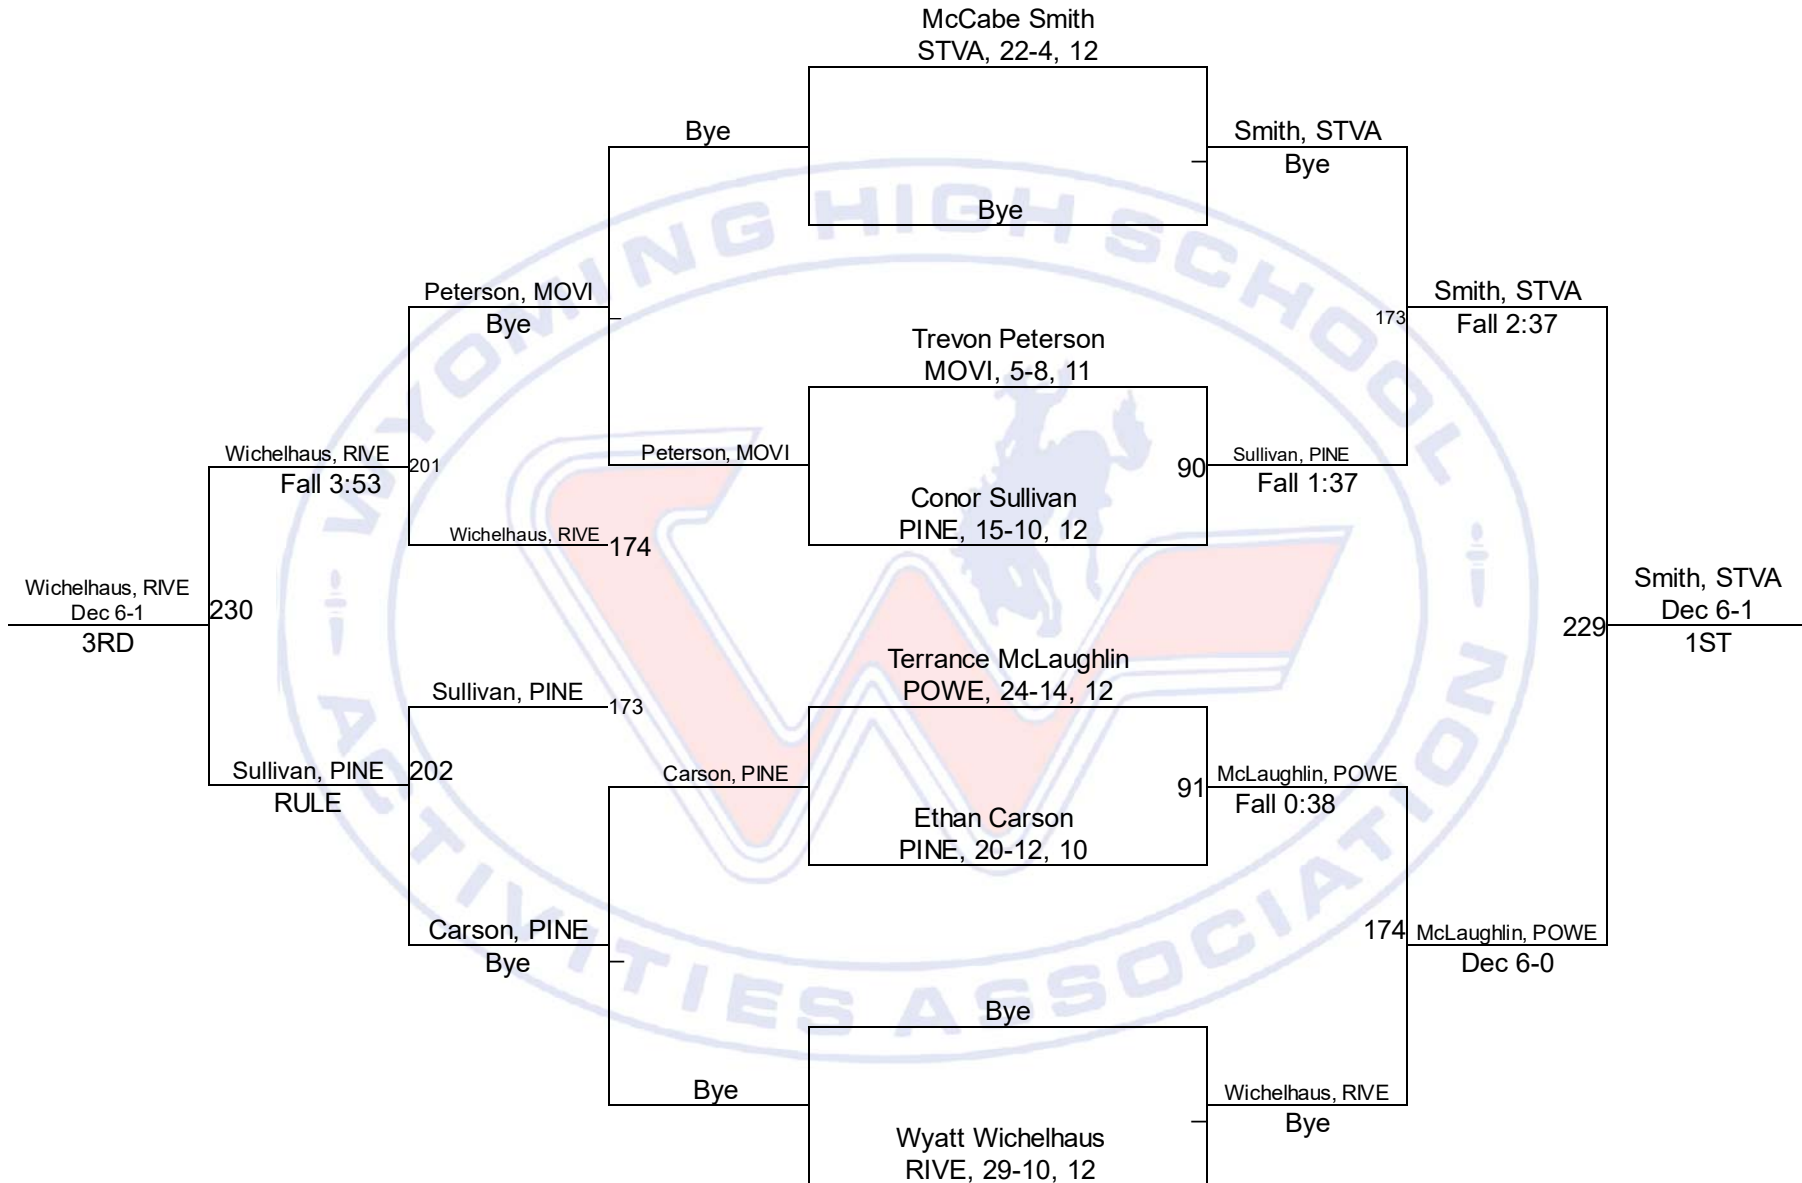 McCabe Smith
STVA, 22-4, 12
Bye
Smith, STVA
Bye
Bye
Peterson, MOVI
Bye
Smith, STVA
173
Fall 2:37
Trevon Peterson
MOVI, 5-8, 11
Wichelhaus, RIVE
201
Fall 3:53
Peterson, MOVI
90
Sullivan, PINE
Fall 1:37
Conor Sullivan
PINE, 15-10, 12
Wichelhaus, RIVE
174
Wichelhaus, RIVE
Dec 6-1
230
3RD
Smith, STVA
Dec 6-1
229
1ST
Terrance McLaughlin
POWE, 24-14, 12
Sullivan, PINE
173
Sullivan, PINE
202
RULE
Carson, PINE
91
McLaughlin, POWE
Fall 0:38
Ethan Carson
PINE, 20-12, 10
Carson, PINE
Bye
174
McLaughlin, POWE
Dec 6-0
Bye
Bye
Wichelhaus, RIVE
Bye
Wyatt Wichelhaus
RIVE, 29-10, 12
WYOMING HIGH SCHOOL
ACTIVITIES ASSOCIATION